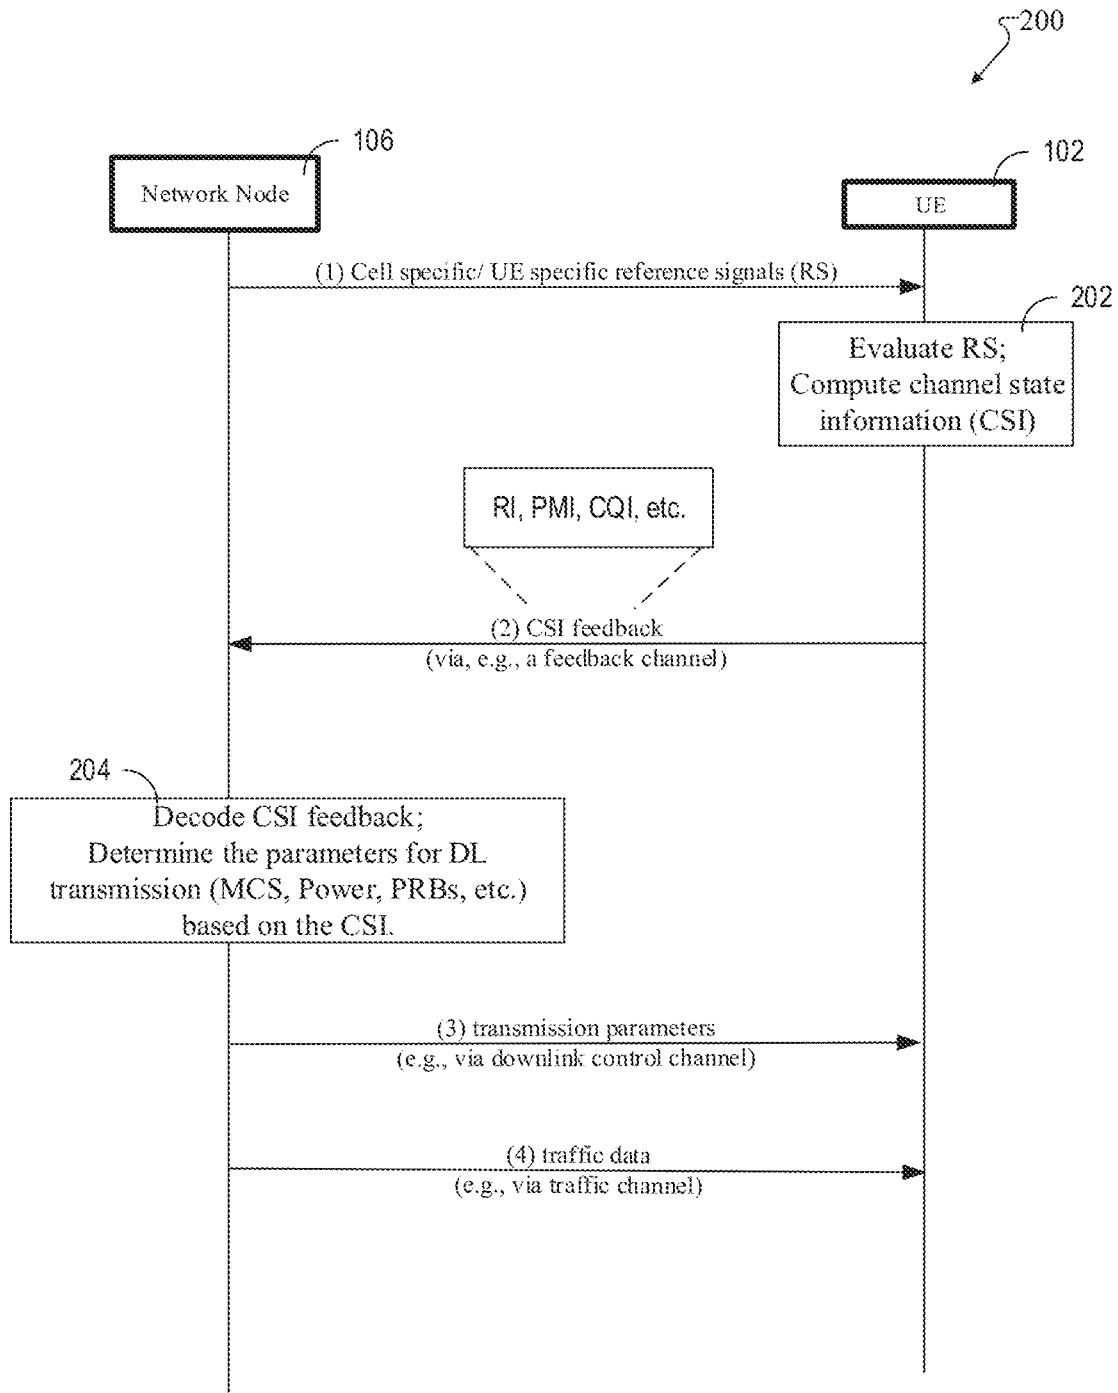 200
106
Network Node
102
UE
(1) Cell specific/ UE specific reference signals (RS)
202
Evaluate RS;
Compute channel state
information (CSI)
RI, PMI, CQI, etc.
(2) CSI feedback
(via, e.g., a feedback channel)
204
Decode CSI feedback;
Determine the parameters for DL
transmission (MCS, Power, PRBs, etc.)
based on the CSI.
(3) transmission parameters
(e.g., via downlink control channel)
(4) traffic data
(e.g., via traffic channel)